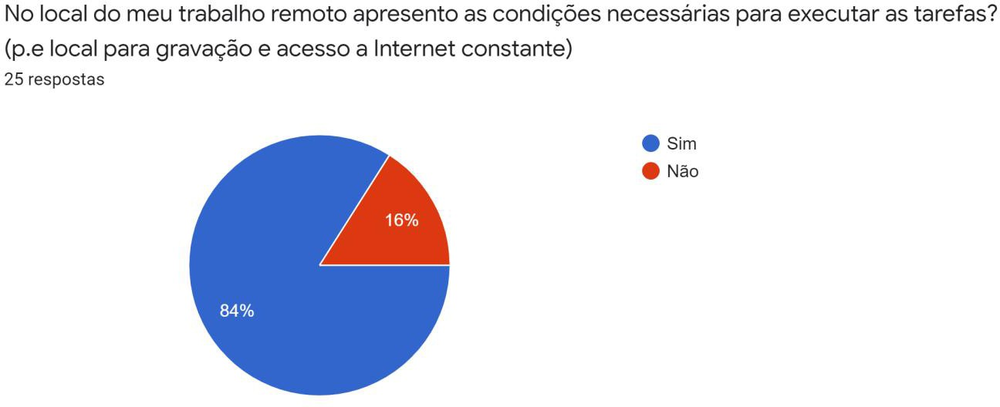 No local do meu trabalho remoto apresento as condições necessárias para executar as tarefas?
(p.e local para gravação e acesso a Internet constante)
25 respostas
Sim
Não
16%
84%